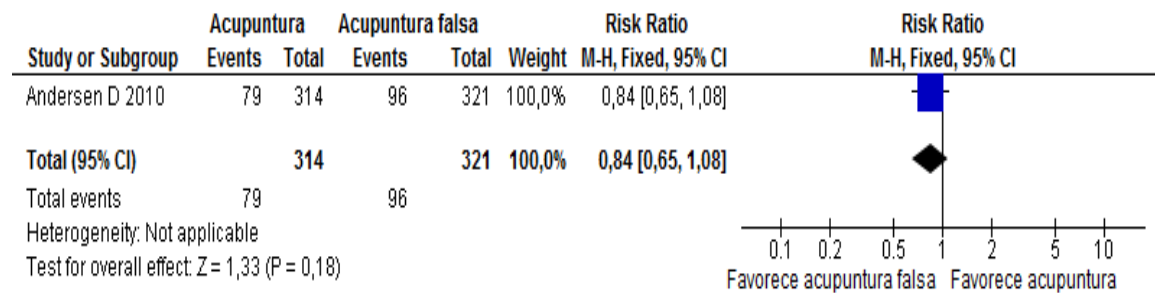 Acupuntura Acupuntura falsa Risk Ratio Risk Ratio
Study or Subgroup Events Total Events Total Weight M-H, Fixed, 95% CI M-H, Fixed, 95% CI
Andersen D 2010 79 314 96 321 100,0% 0,84 [0,65, 1,08]
Total (95% CI) 314 321 100,0% 0,84 [0,65, 1,08]
Total events 79 96
Heterogeneity: Not applicable
Test for overall effect: Z = 1,33 (P = 0,18)
0.1 0.2 0.5 1 2 5 10
Favorece acupuntura falsa Favorece acupuntura